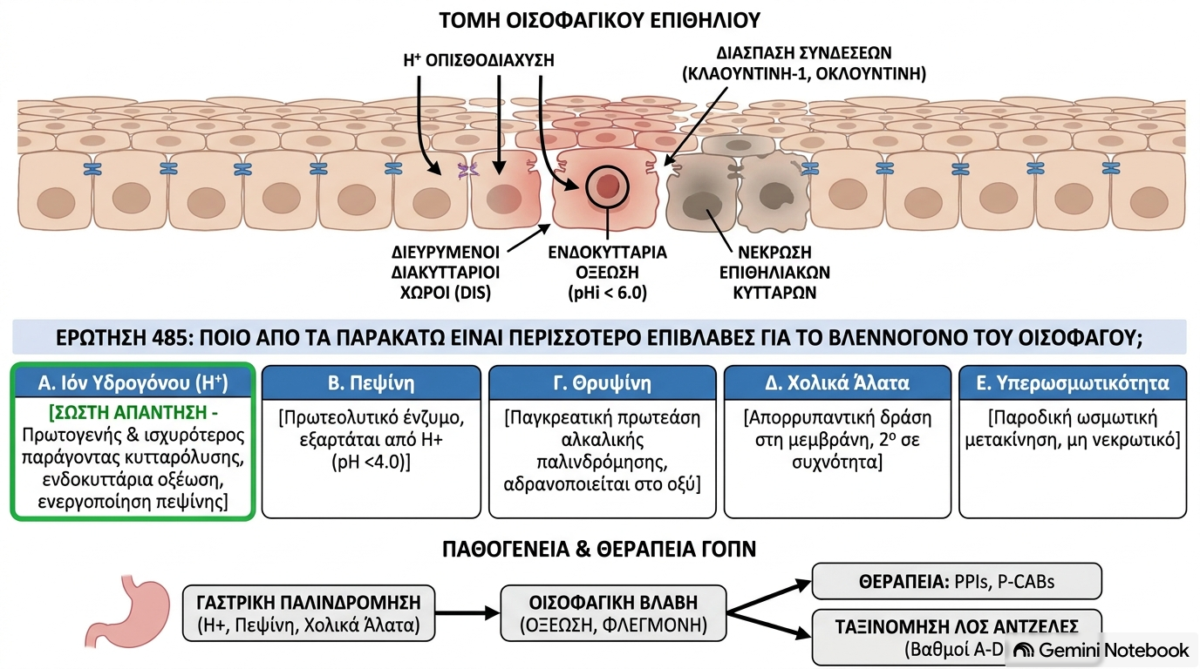 ΤΟΜΗ ΟΙΣΟΦΑΓΙΚΟΥ ΕΠΙΘΗΛΙΟΥ
H⁺ ΟΠΙΣΘΟΔΙΑΧΥΣΗ
ΔΙΑΣΠΑΣΗ ΣΥΝΔΕΣΕΩΝ
(ΚΛΑΟΥΝΤΙΝΗ-1, ΟΚΛΟΥΝΤΙΝΗ)
ΔΙΕΥΡΥΜΕΝΟΙ
ΔΙΑΚΥΤΤΑΡΙΟΙ
ΧΩΡΟΙ (DIS)
ΕΝΔΟΚΥΤΤΑΡΙΑ
ΟΞΕΩΣΗ
(pHi < 6.0)
ΝΕΚΡΩΣΗ
ΕΠΙΘΗΛΙΑΚΩΝ
ΚΥΤΤΑΡΩΝ
ΕΡΩΤΗΣΗ 485: ΠΟΙΟ ΑΠΟ ΤΑ ΠΑΡΑΚΑΤΩ ΕΙΝΑΙ ΠΕΡΙΣΣΟΤΕΡΟ ΕΠΙΒΛΑΒΕΣ ΓΙΑ ΤΟ ΒΛΕΝΝΟΓΟΝΟ ΤΟΥ ΟΙΣΟΦΑΓΟΥ;
Α. Ιόν Υδρογόνου (H⁺)
[ΣΩΣΤΗ ΑΠΑΝΤΗΣΗ -
Πρωτογενής & ισχυρότερος
παράγοντας κυτταρόλυσης,
ενδοκυττάρια οξέωση,
ενεργοποίηση πεψίνης]
Β. Πεψίνη
[Πρωτεολυτικό ένζυμο,
εξαρτάται από H+
(pH <4.0)]
Γ. Θρυψίνη
[Παγκρεατική πρωτεάση
αλκαλικής
παλινδρόμησης,
αδρανοποιείται στο οξύ]
Δ. Χολικά Άλατα
[Απορρυπαντική δράση
στη μεμβράνη, 2º σε
συχνότητα]
Ε. Υπερωσμωτικότητα
[Παροδική ωσμωτική
μετακίνηση, μη νεκρωτικό]
ΠΑΘΟΓΕΝΕΙΑ & ΘΕΡΑΠΕΙΑ ΓΟΠΝ
ΓΑΣΤΡΙΚΗ ΠΑΛΙΝΔΡΟΜΗΣΗ
(H+, Πεψίνη, Χολικά Άλατα)
ΟΙΣΟΦΑΓΙΚΗ ΒΛΑΒΗ
(ΟΞΕΩΣΗ, ΦΛΕΓΜΟΝΗ)
ΘΕΡΑΠΕΙΑ: PPIs, P-CABs
ΤΑΞΙΝΟΜΗΣΗ ΛΟΣ ΑΝΤΖΕΛΕΣ
(Βαθμοί A-D
Gemini Notebook